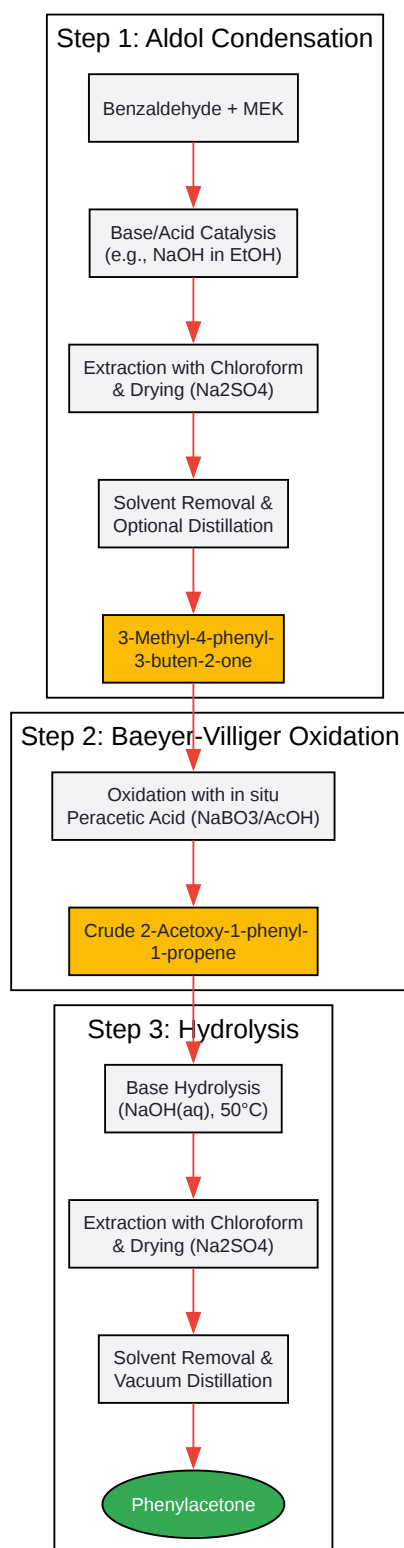 Step 1: Aldol Condensation
Benzaldehyde + MEK
Base/Acid Catalysis
(e.g., NaOH in EtOH)
Extraction with Chloroform
& Drying (Na2SO4)
Solvent Removal &
Optional Distillation
3-Methyl-4-phenyl-
3-buten-2-one
Step 2: Baeyer-Villiger Oxidation
Oxidation with in situ
Peracetic Acid (NaBO3/AcOH)
Crude 2-Acetoxy-1-phenyl-
1-propene
Step 3: Hydrolysis
Base Hydrolysis
(NaOH(aq), 50°C)
Extraction with Chloroform
& Drying (Na2SO4)
Solvent Removal &
Vacuum Distillation
Phenylacetone